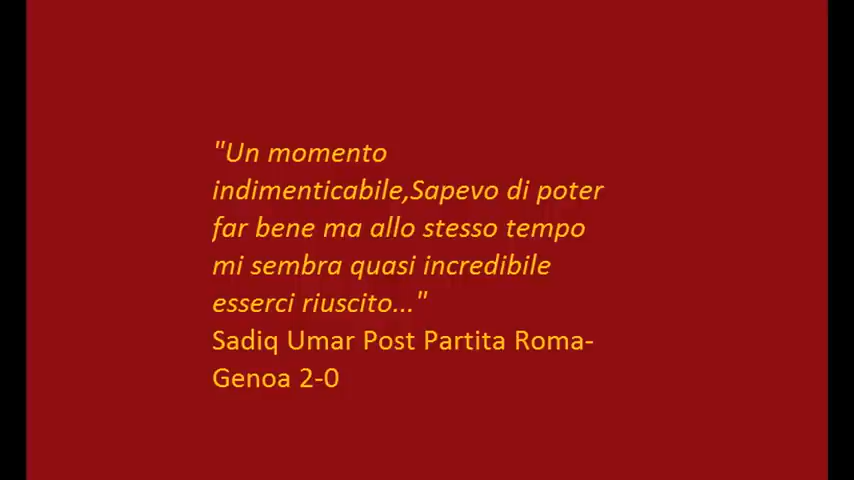 "Un momento
indimenticabile,Sapevo di poter
far bene ma allo stesso tempo
mi sembra quasi incredibile
esserci riuscito..."
Sadiq Umar Post Partita Roma-
Genoa 2-0